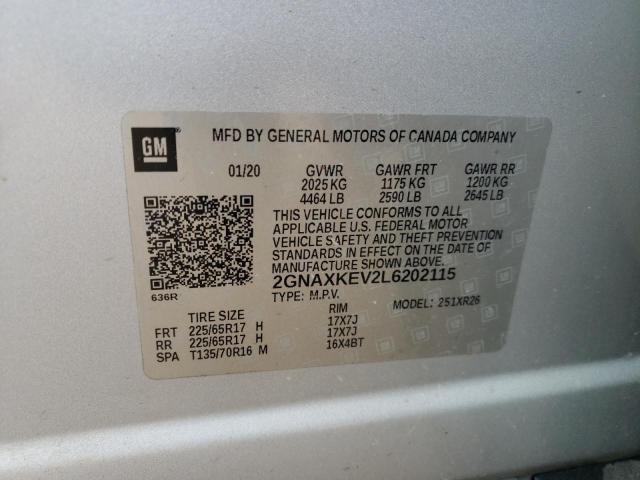 GM
MFD BY GENERAL MOTORS OF CANADA COMPANY
01/20 GVWR GAWR FRT GAWR RR
2025 KG 1175 KG 1200 KG
4464 LB 2590 LB 2645 LB
THIS VEHICLE CONFORMS TO ALL
APPLICABLE U.S. FEDERAL MOTOR
VEHICLE SAFETY AND THEFT PREVENTION
STANDARDS IN EFFECT ON THE DATE OF
MANUFACTURE SHOWN ABOVE.
2GNAXKEV2L6202115
636R TYPE: M.P.V. MODEL: 251XR26
TIRE SIZE RIM
FRT 225/65R17 H 17X7J
RR 225/65R17 H 17X7J
SPA T135/70R16 M 16X4BT